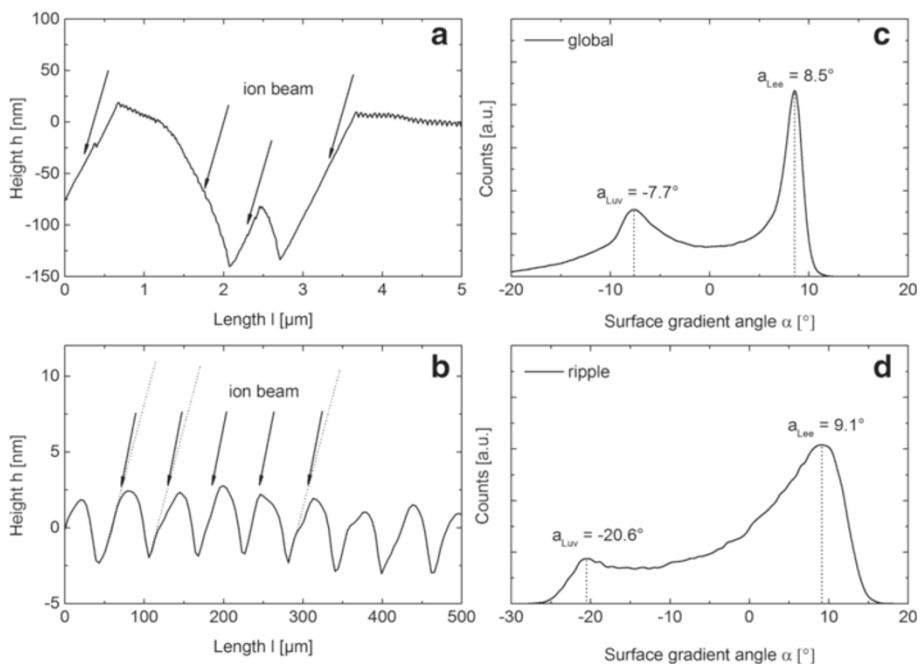 a
100
50
0
-50
-100
-150
Height h [nm]
ion beam
0 1 2 3 4 5
Length l [µm]
c
global
a_Lee = 8.5°
a_Luv = -7.7°
Counts [a.u.]
-20 -10 0 10 20
Surface gradient angle α [°]
b
10
5
0
-5
Height h [nm]
ion beam
0 100 200 300 400 500
Length l [µm]
d
ripple
a_Lee = 9.1°
a_Luv = -20.6°
Counts [a.u.]
-30 -20 -10 0 10 20
Surface gradient angle α [°]